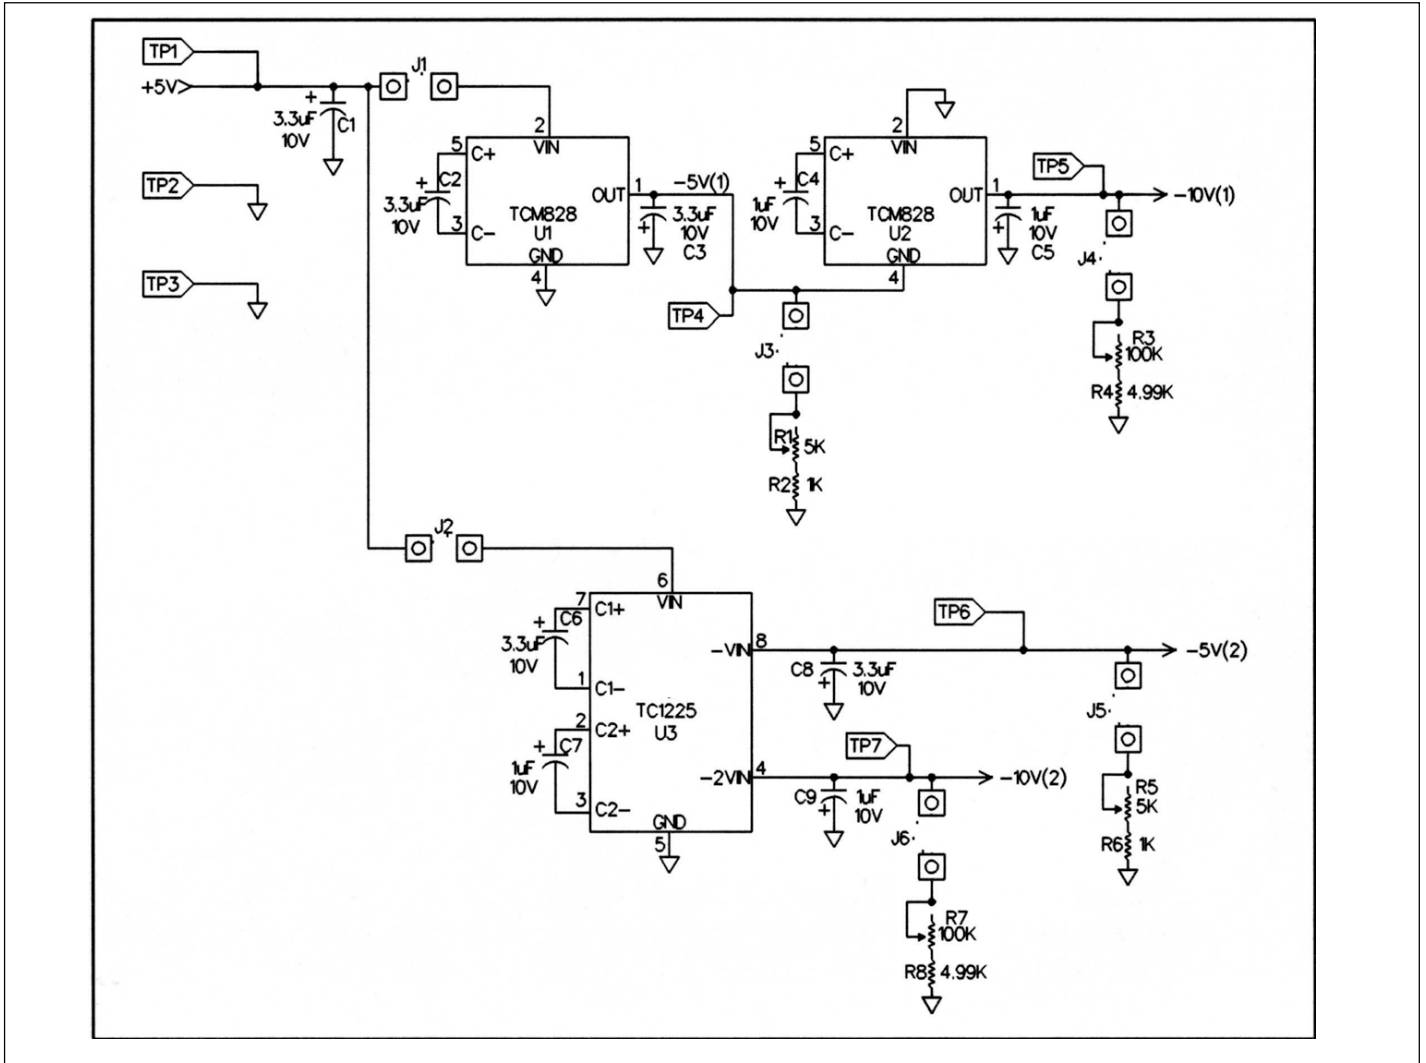 TP1
+5V
J1
+
3.3uF
10V
C1
TP2
TP3
2
VIN
5
C+
+
C2
3.3uF
10V
3
C-
TCM828
U1
OUT
1
-5V(1)
GND
4
+
3.3uF
10V
C3
TP4
2
VIN
5
C+
+
C4
1uF
10V
3
C-
TCM828
U2
OUT
1
GND
4
+
1uF
10V
C5
TP5
-10V(1)
J4
R3
100K
R4
4.99K
J3
R1
5K
R2
1K
J2
6
VIN
7
C1+
+
C6
3.3uF
10V
1
C1-
2
C2+
+
C7
1uF
10V
3
C2-
TC1225
U3
GND
5
-VIN
8
C8
+
3.3uF
10V
TP6
-5V(2)
J5
R5
5K
R6
1K
-2VIN
4
C9
+
1uF
10V
TP7
-10V(2)
J6
R7
100K
R8
4.99K